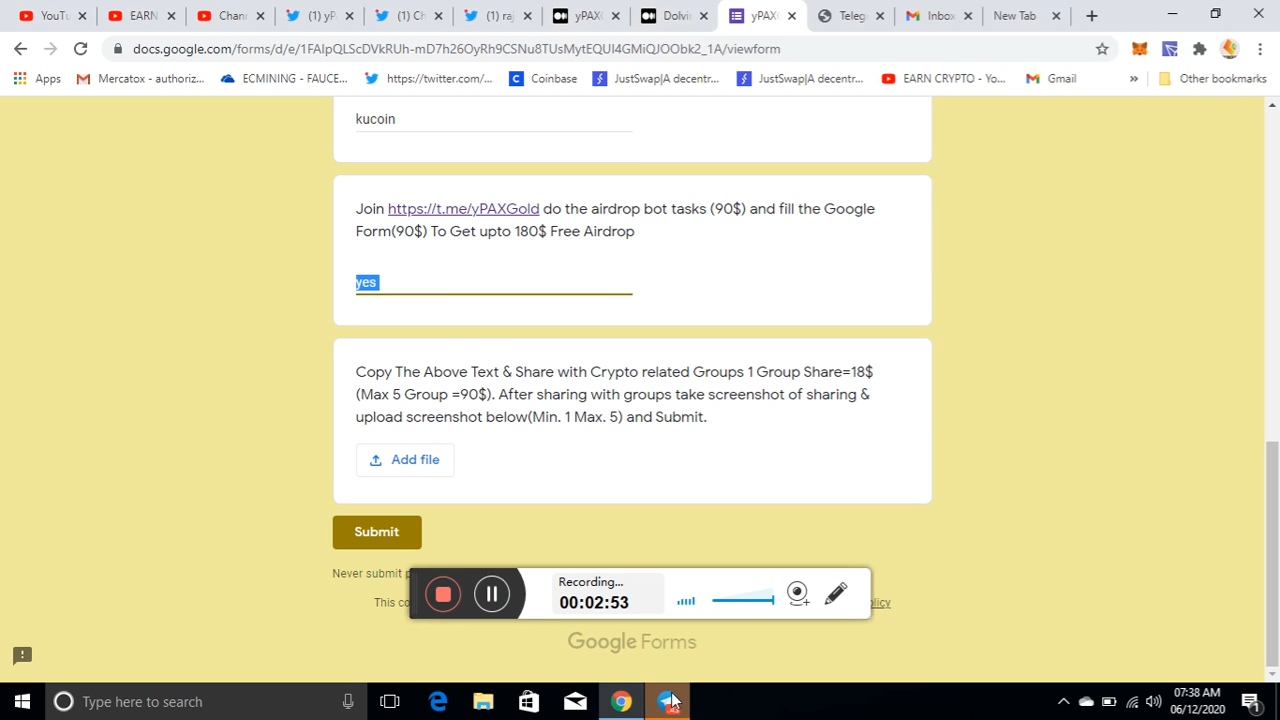 YouTu
EARN
Chann
(1) yP
(1) Ch
(1) raj
yPAX
Dolvin
yPAX
Teleg
Inbox
New Tab
docs.google.com/forms/d/e/1FAIpQLScDVkRUh-mD7h26OyRh9CSNu8TUsMytEQUI4GMiQJOObk2_1A/viewform
Apps
Mercatox - authoriz...
ECMINING - FAUCE...
https://twitter.com/...
Coinbase
JustSwap|A decentr...
JustSwap|A decentr...
EARN CRYPTO - Yo...
Gmail
»
Other bookmarks
kucoin
Join https://t.me/yPAXGold do the airdrop bot tasks (90$) and fill the Google
Form(90$) To Get upto 180$ Free Airdrop
yes
Copy The Above Text & Share with Crypto related Groups 1 Group Share=18$
(Max 5 Group =90$). After sharing with groups take screenshot of sharing &
upload screenshot below(Min. 1 Max. 5) and Submit.
Add file
Submit
Never submit p
This co
Recording...
00:02:53
olicy
Google Forms
Type here to search
07:38 AM
06/12/2020
1